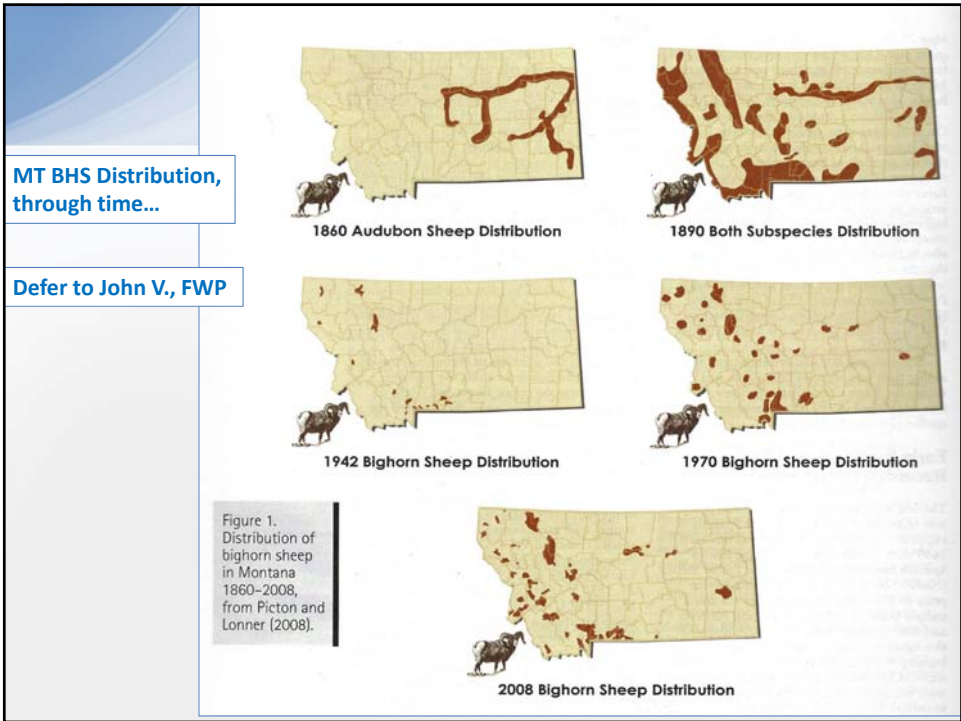 MT BHS Distribution,
through time…
Defer to John V., FWP
1860 Audubon Sheep Distribution
1890 Both Subspecies Distribution
1942 Bighorn Sheep Distribution
1970 Bighorn Sheep Distribution
Figure 1.
Distribution of
bighorn sheep
in Montana
1860–2008,
from Picton and
Lonner (2008).
2008 Bighorn Sheep Distribution